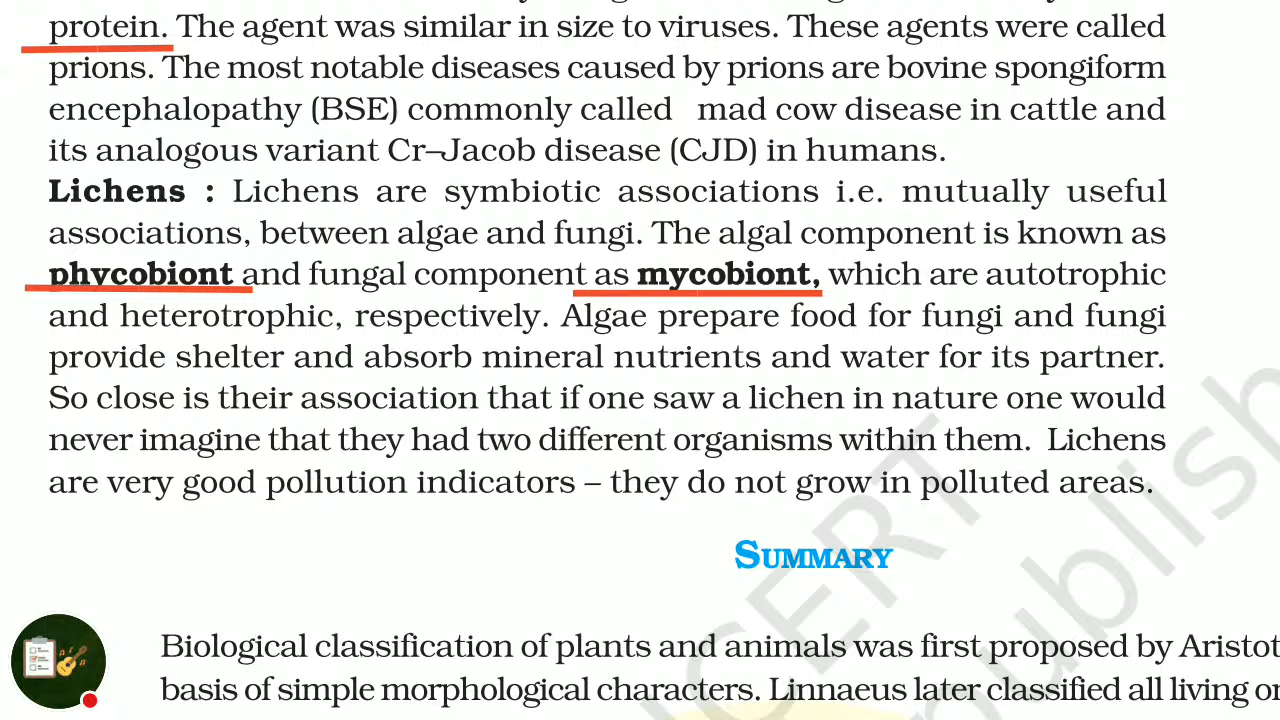 protein. The agent was similar in size to viruses. These agents were called
prions. The most notable diseases caused by prions are bovine spongiform
encephalopathy (BSE) commonly called mad cow disease in cattle and
its analogous variant Cr–Jacob disease (CJD) in humans.
Lichens : Lichens are symbiotic associations i.e. mutually useful
associations, between algae and fungi. The algal component is known as
phycobiont and fungal component as mycobiont, which are autotrophic
and heterotrophic, respectively. Algae prepare food for fungi and fungi
provide shelter and absorb mineral nutrients and water for its partner.
So close is their association that if one saw a lichen in nature one would
never imagine that they had two different organisms within them. Lichens
are very good pollution indicators – they do not grow in polluted areas.
SUMMARY
Biological classification of plants and animals was first proposed by Aristot
basis of simple morphological characters. Linnaeus later classified all living or